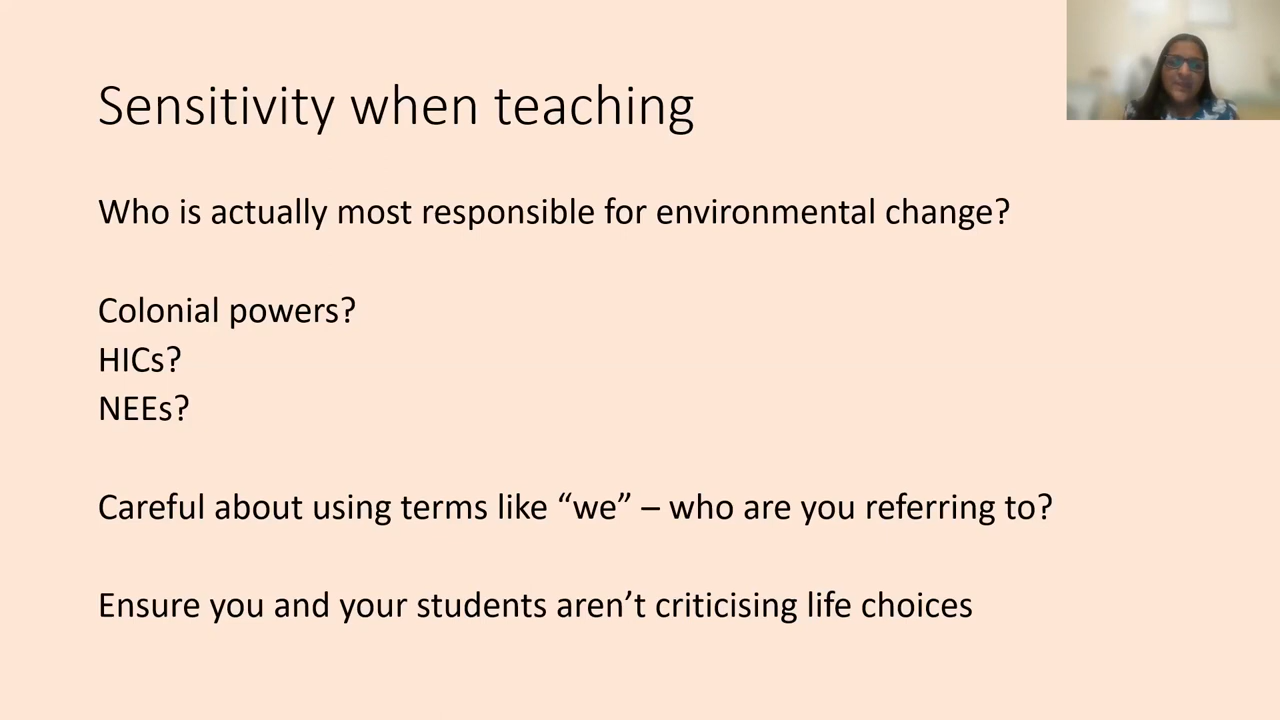 Sensitivity when teaching
Who is actually most responsible for environmental change?
Colonial powers?
HICs?
NEEs?
Careful about using terms like “we” – who are you referring to?
Ensure you and your students aren’t criticising life choices